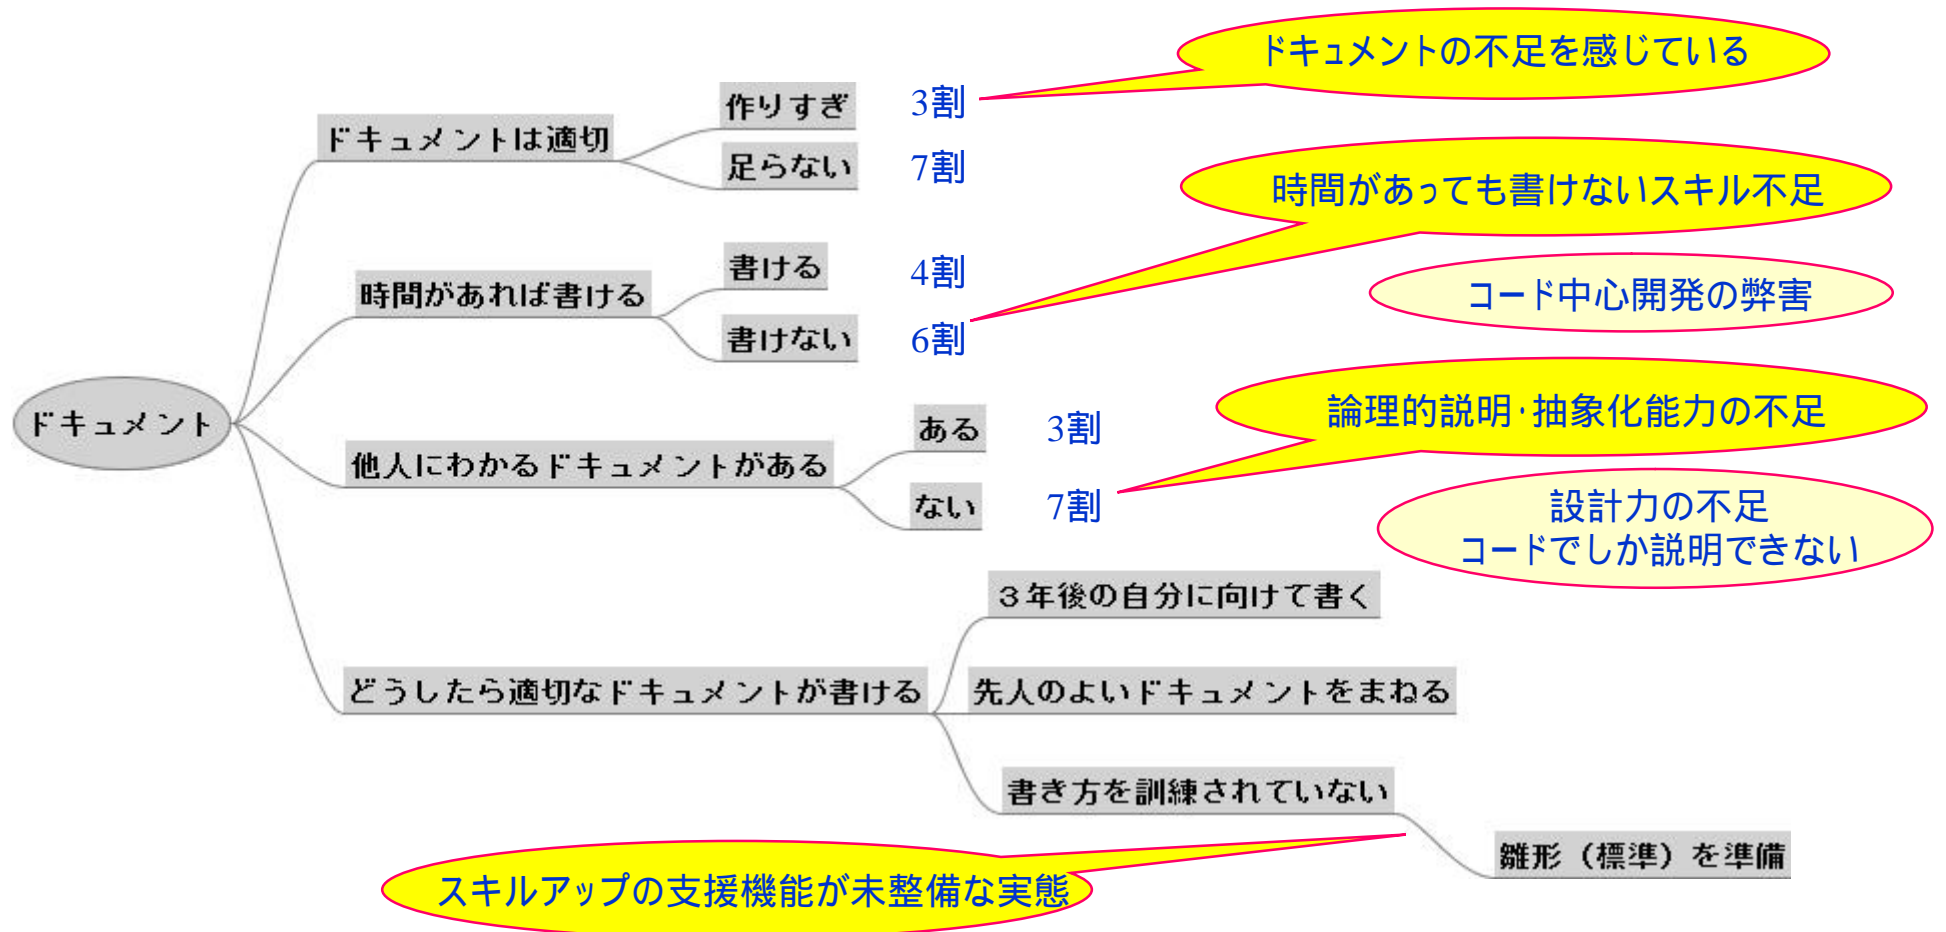 ドキュメントの不足を感じている
作りすぎ
3割
ドキュメントは適切
足らない
7割
時間があっても書けないスキル不足
書ける
4割
時間があれば書ける
コード中心開発の弊害
書けない
6割
ドキュメント
論理的説明・抽象化能力の不足
ある
3割
他人にわかるドキュメントがある
ない
7割
設計力の不足
コードでしか説明できない
３年後の自分に向けて書く
どうしたら適切なドキュメントが書ける
先人のよいドキュメントをまねる
書き方を訓練されていない
雛形（標準）を準備
スキルアップの支援機能が未整備な実態